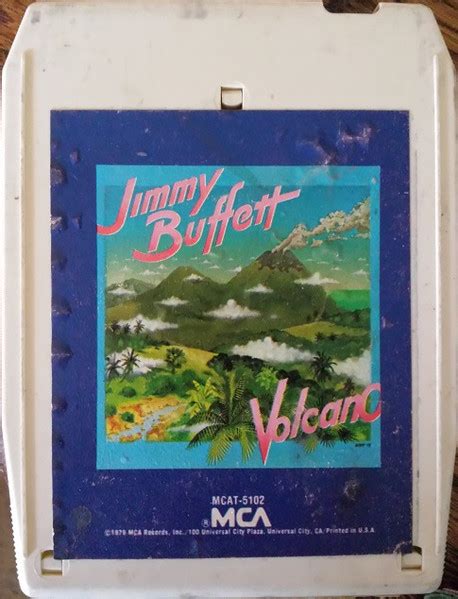 Jimmy
Buffett
Volcano
MCAT-5102
®MCA
©1979 MCA Records, Inc., 100 Universal City Plaza, Universal City, CA/Printed in U.S.A.